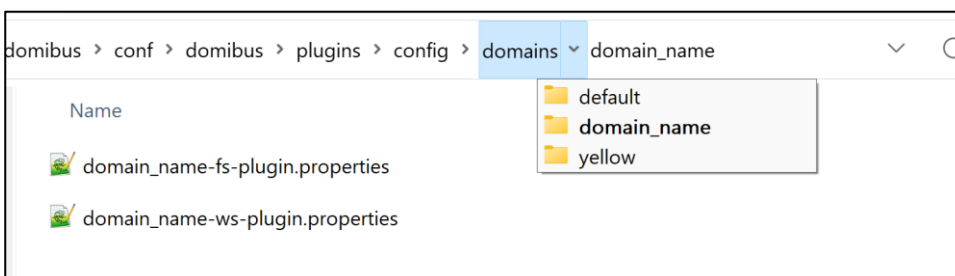 domibus > conf > domibus > plugins > config > domains domain_name
default
Name
domain_name
yellow
domain_name-fs-plugin.properties
domain_name-ws-plugin.properties